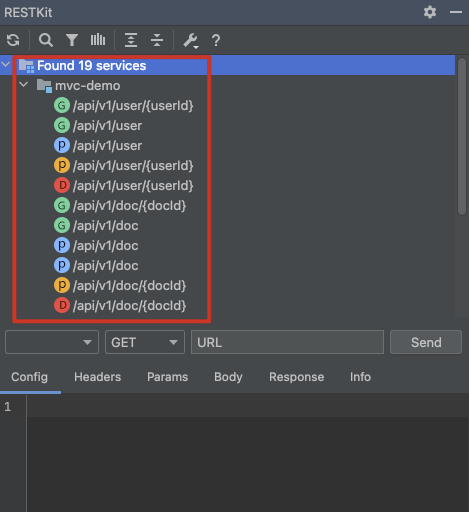 RESTKit
?
Found 19 services
mvc-demo
G /api/v1/user/{userId}
G /api/v1/user
p /api/v1/user
p /api/v1/user/{userId}
D /api/v1/user/{userId}
G /api/v1/doc/{docId}
G /api/v1/doc
p /api/v1/doc
p /api/v1/doc
p /api/v1/doc/{docId}
D /api/v1/doc/{docId}
GET URL Send
Config Headers Params Body Response Info
1